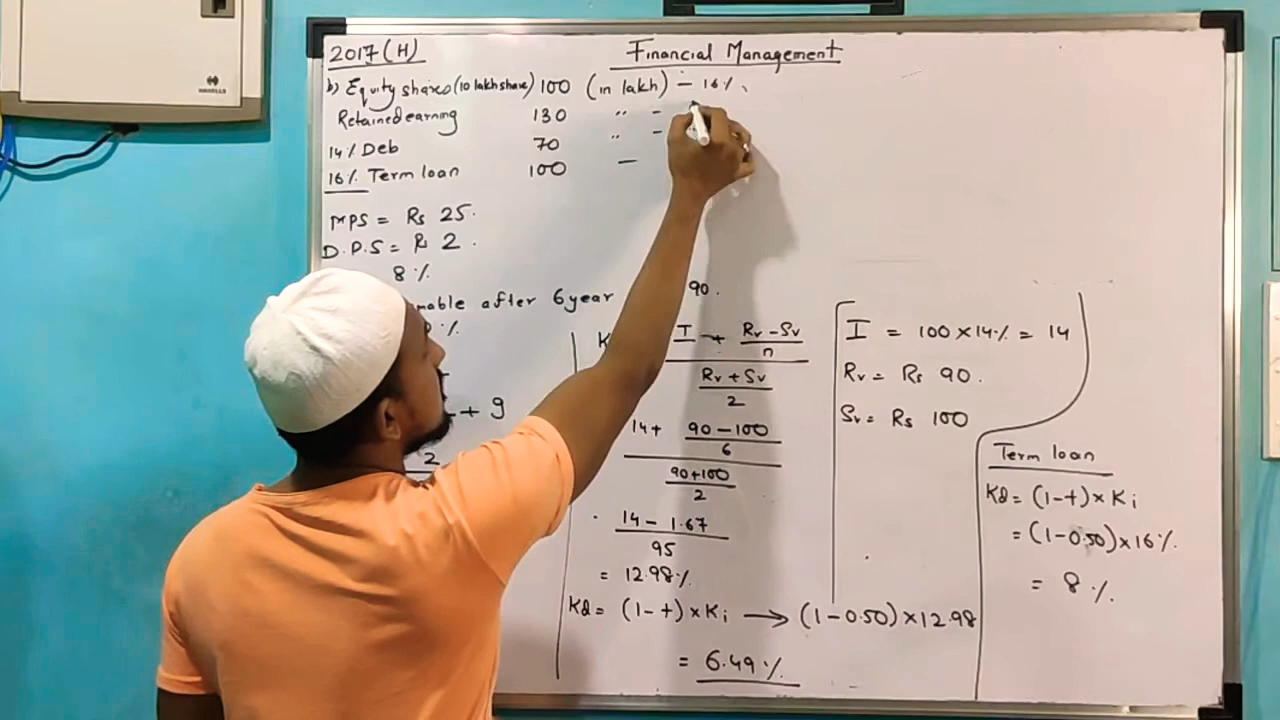 2017 (H)
Financial Management
b) Equity shares (10 lakh share) 100 (in lakh) - 16%
Retained earning 130 " -
14% Deb 70 " -
16% Term loan 100 -
MPS = Rs 25.
D.P.S = Rs 2.
8%
able after 6 year 90.
%
+ 9
2
K I + Rv - Sv
n
Rv + Sv
2
14 + 90 - 100
6
90 + 100
2
14 - 1.67
95
= 12.98%
Kd = (1 - t) × Ki → (1 - 0.50) × 12.98
= 6.49%
I = 100 × 14% = 14
Rv = Rs 90.
Sv = Rs 100
Term loan
Kd = (1 - t) × Ki
= (1 - 0.50) × 16%.
= 8%.
HAVELLS